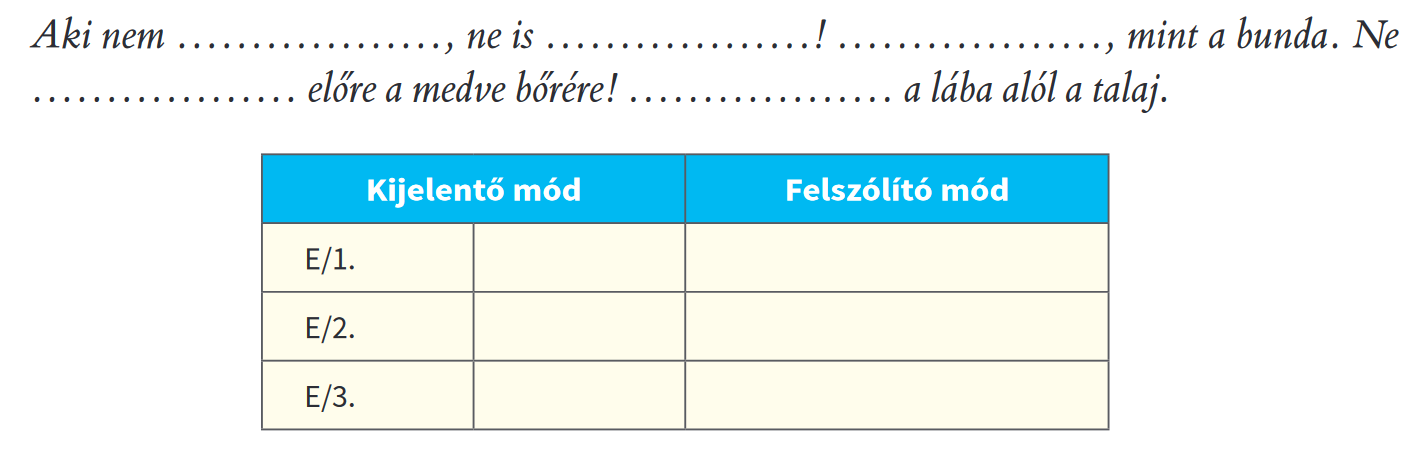 Aki nem ..................., ne is ...................! ..................., mint a bunda. Ne
................... előre a medve bőrére! ................... a lába alól a talaj.
Kijelentő mód Felszólító mód
E/1.
E/2.
E/3.